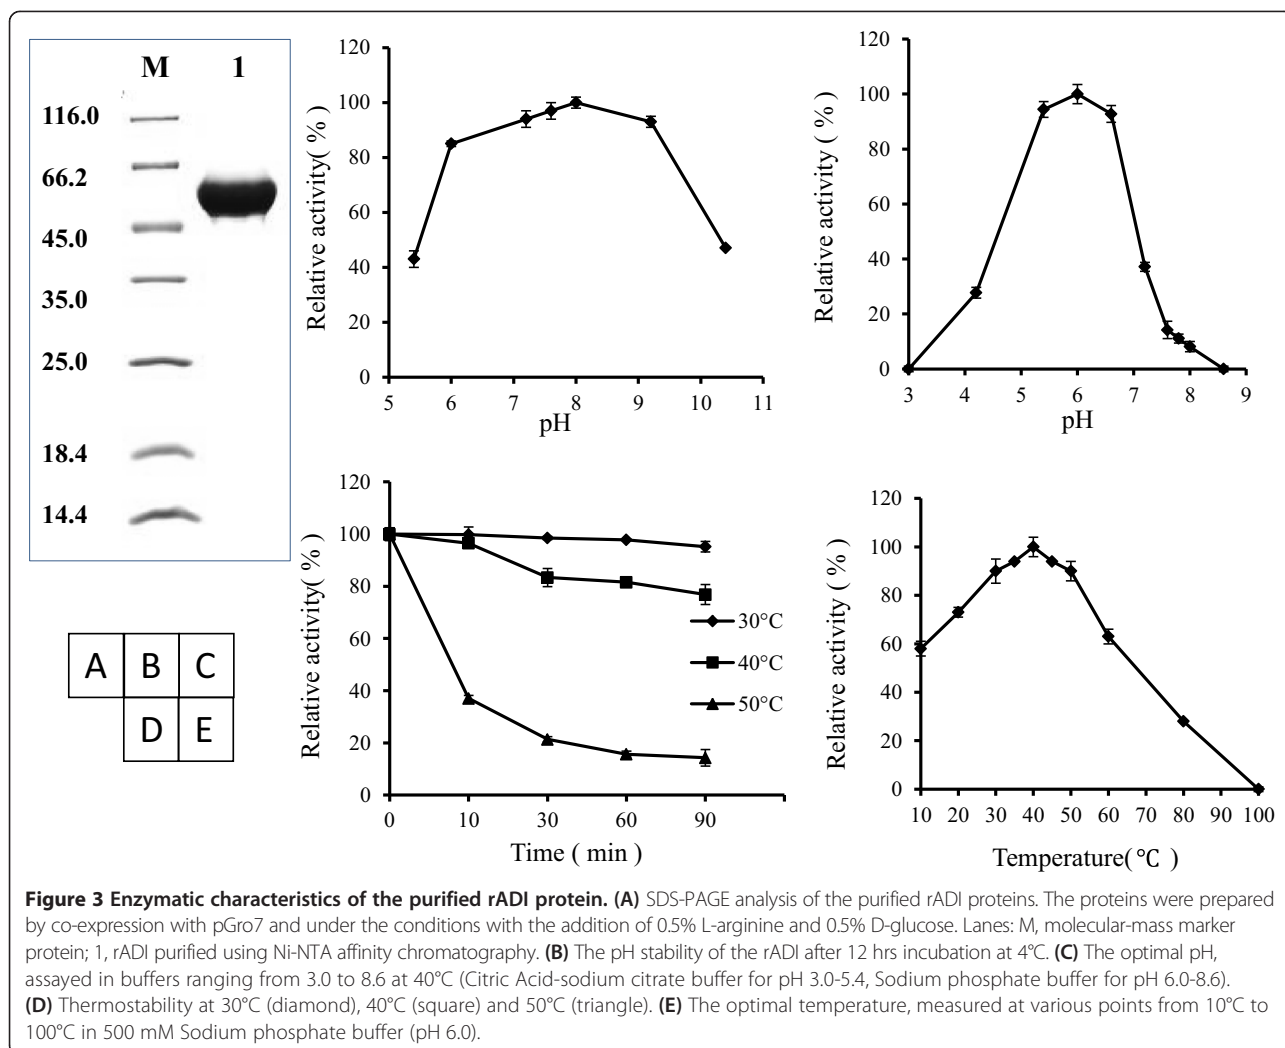 M 1
116.0
66.2
45.0
35.0
25.0
18.4
14.4
120
100
80
60
40
20
0
Relative activity( % )
5 6 7 8 9 10 11
pH
120
100
80
60
40
20
0
Relative activity ( % )
3 4 5 6 7 8 9
pH
A B C
D E
120
100
80
60
40
20
0
Relative activity( % )
0 10 30 60 90
Time ( min )
30°C
40°C
50°C
120
100
80
60
40
20
0
Relative activity ( % )
10 20 30 40 50 60 70 80 90 100
Temperature( °C )
Figure 3 Enzymatic characteristics of the purified rADI protein. (A) SDS-PAGE analysis of the purified rADI proteins. The proteins were prepared
by co-expression with pGro7 and under the conditions with the addition of 0.5% L-arginine and 0.5% D-glucose. Lanes: M, molecular-mass marker
protein; 1, rADI purified using Ni-NTA affinity chromatography. (B) The pH stability of the rADI after 12 hrs incubation at 4°C. (C) The optimal pH,
assayed in buffers ranging from 3.0 to 8.6 at 40°C (Citric Acid-sodium citrate buffer for pH 3.0-5.4, Sodium phosphate buffer for pH 6.0-8.6).
(D) Thermostability at 30°C (diamond), 40°C (square) and 50°C (triangle). (E) The optimal temperature, measured at various points from 10°C to
100°C in 500 mM Sodium phosphate buffer (pH 6.0).